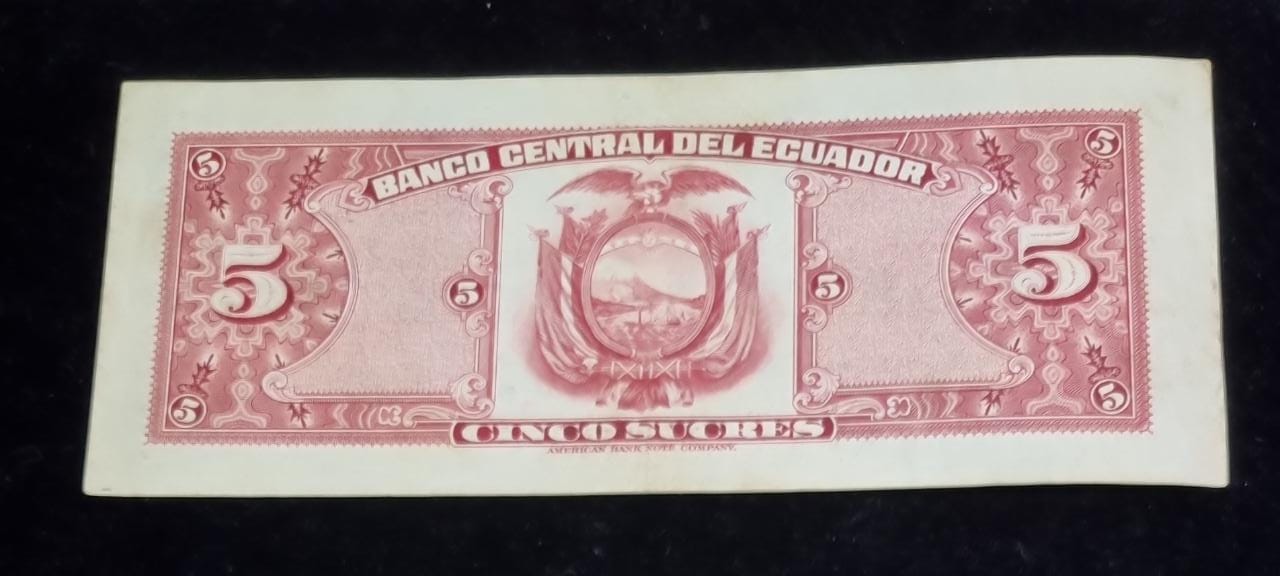 BANCO CENTRAL DEL ECUADOR
5 5
5 5
5 5
5 5
CINCO SUCRES
AMERICAN BANK NOTE COMPANY.